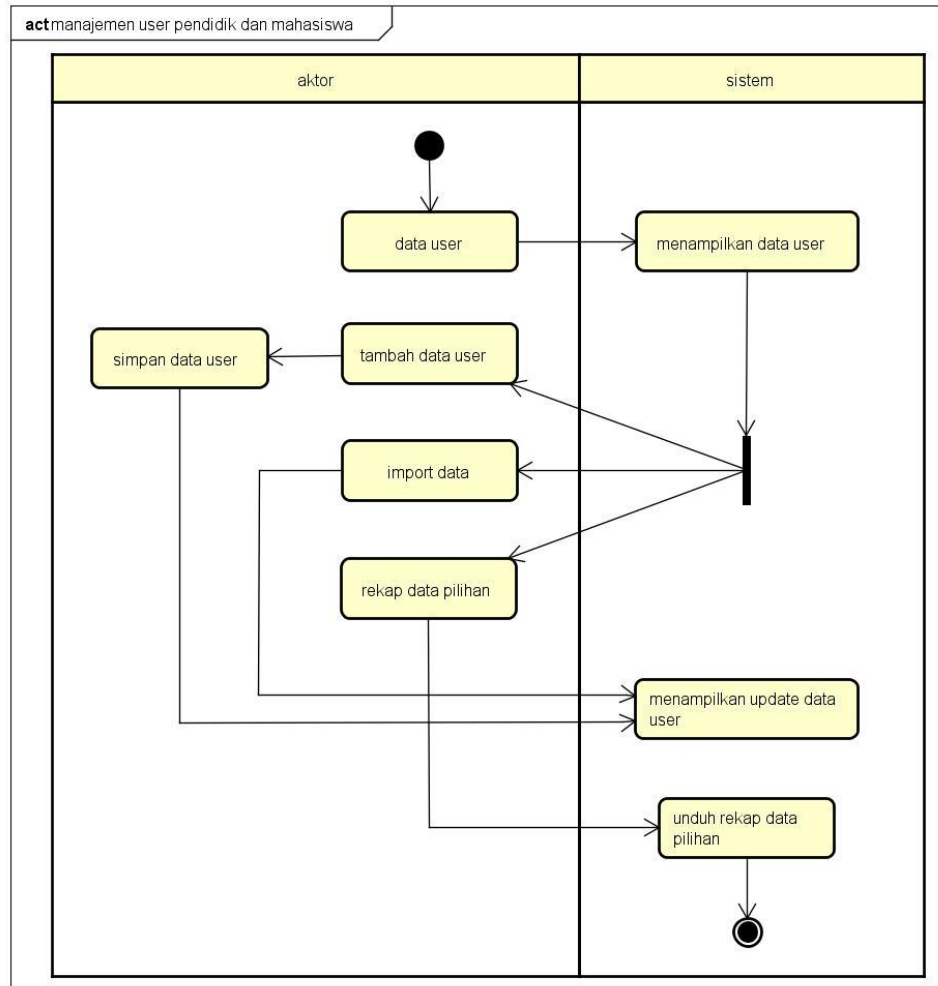 act manajemen user pendidik dan mahasiswa
aktor
sistem
data user
menampilkan data user
simpan data user
tambah data user
import data
rekap data pilihan
menampilkan update data
user
unduh rekap data
pilihan